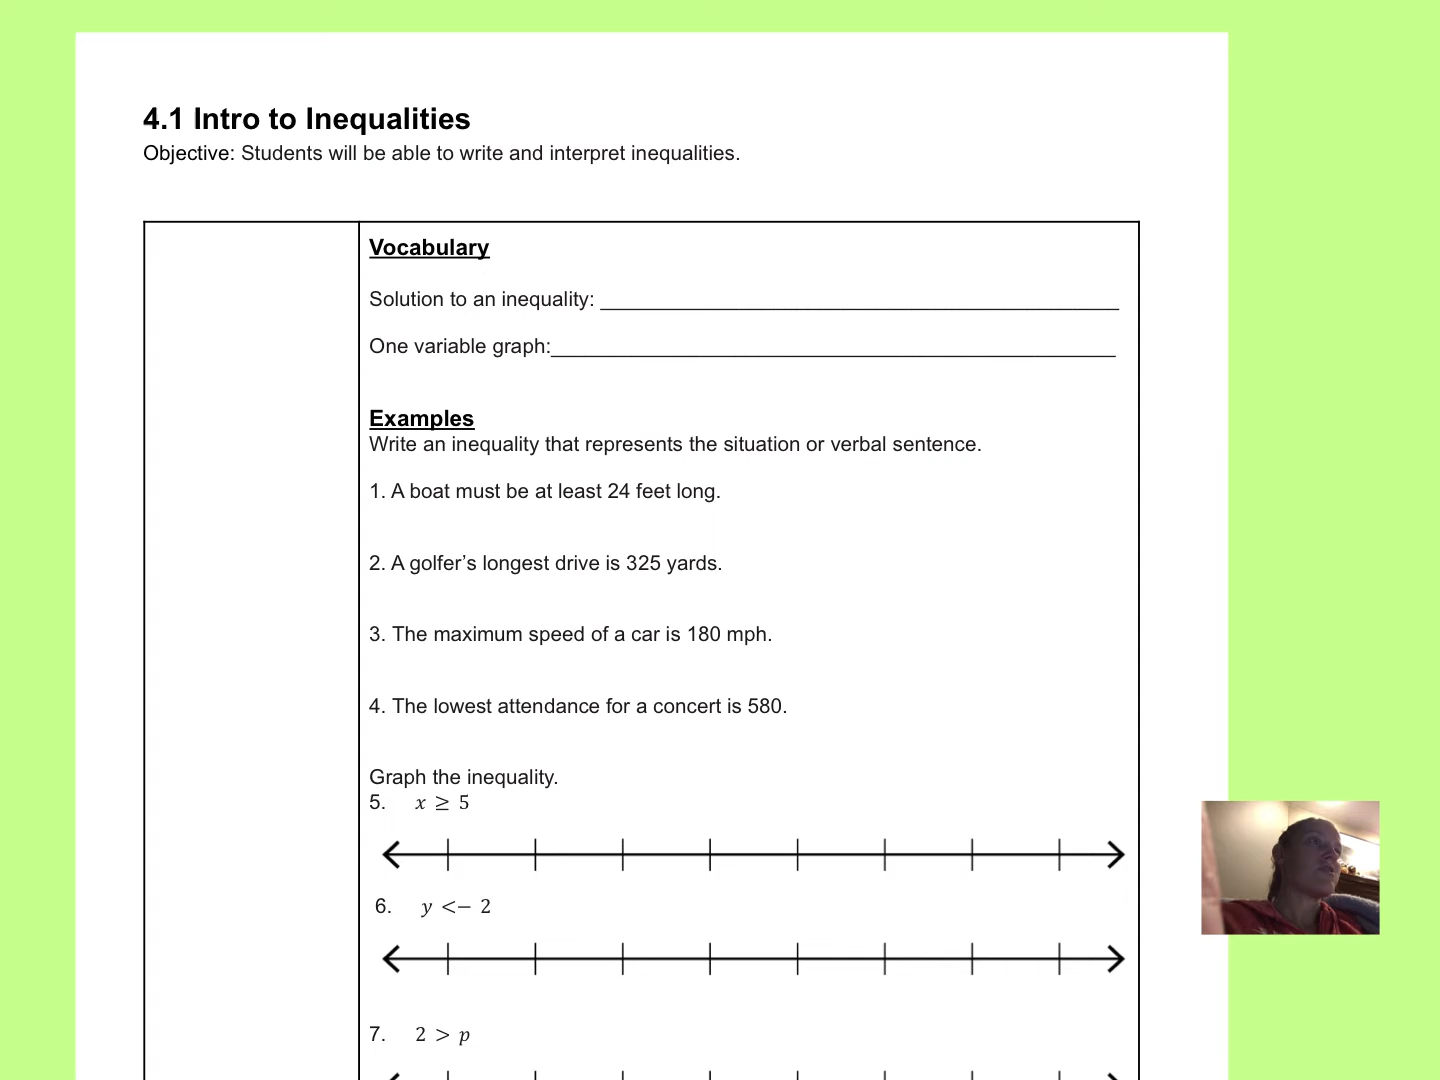 4.1 Intro to Inequalities
Objective: Students will be able to write and interpret inequalities.
Vocabulary
Solution to an inequality: _______________________________________________
One variable graph:___________________________________________________
Examples
Write an inequality that represents the situation or verbal sentence.
1. A boat must be at least 24 feet long.
2. A golfer’s longest drive is 325 yards.
3. The maximum speed of a car is 180 mph.
4. The lowest attendance for a concert is 580.
Graph the inequality.
5. x ≥ 5
6. y <− 2
7. 2 > p